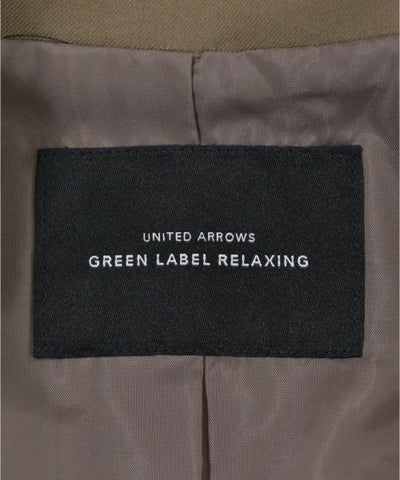 UNITED ARROWS
GREEN LABEL RELAXING